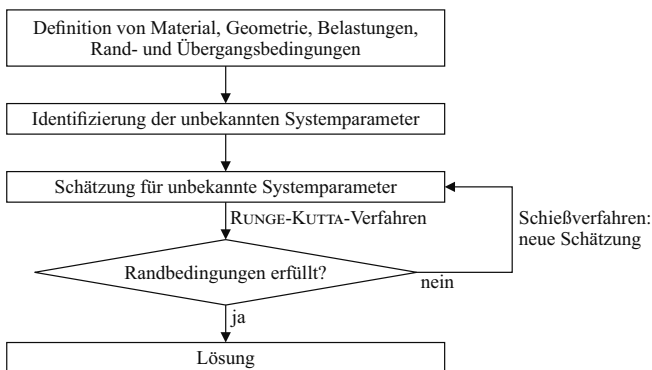 Definition von Material, Geometrie, Belastungen,
Rand- und Übergangsbedingungen
Identifizierung der unbekannten Systemparameter
Schätzung für unbekannte Systemparameter
RUNGE-KUTTA-Verfahren
Schießverfahren:
neue Schätzung
Randbedingungen erfüllt?
nein
ja
Lösung